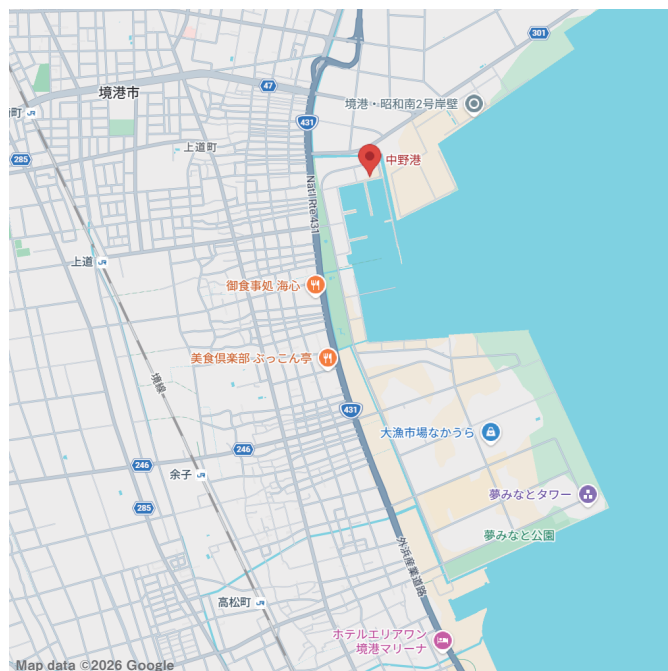 301
47
境港市
境港・昭和南2号岸壁
町 JR
431
上道町
285
中野港
Nat'l Rte 431
上道 JR
御食事処 海心
美食倶楽部 ぶっこん亭
境線
431
大漁市場なかうら
246
246
余子 JR
夢みなとタワー
285
夢みなと公園
外浜産業道路
高松町 JR
ホテルエリアワン
境港マリーナ
Map data ©2026 Google